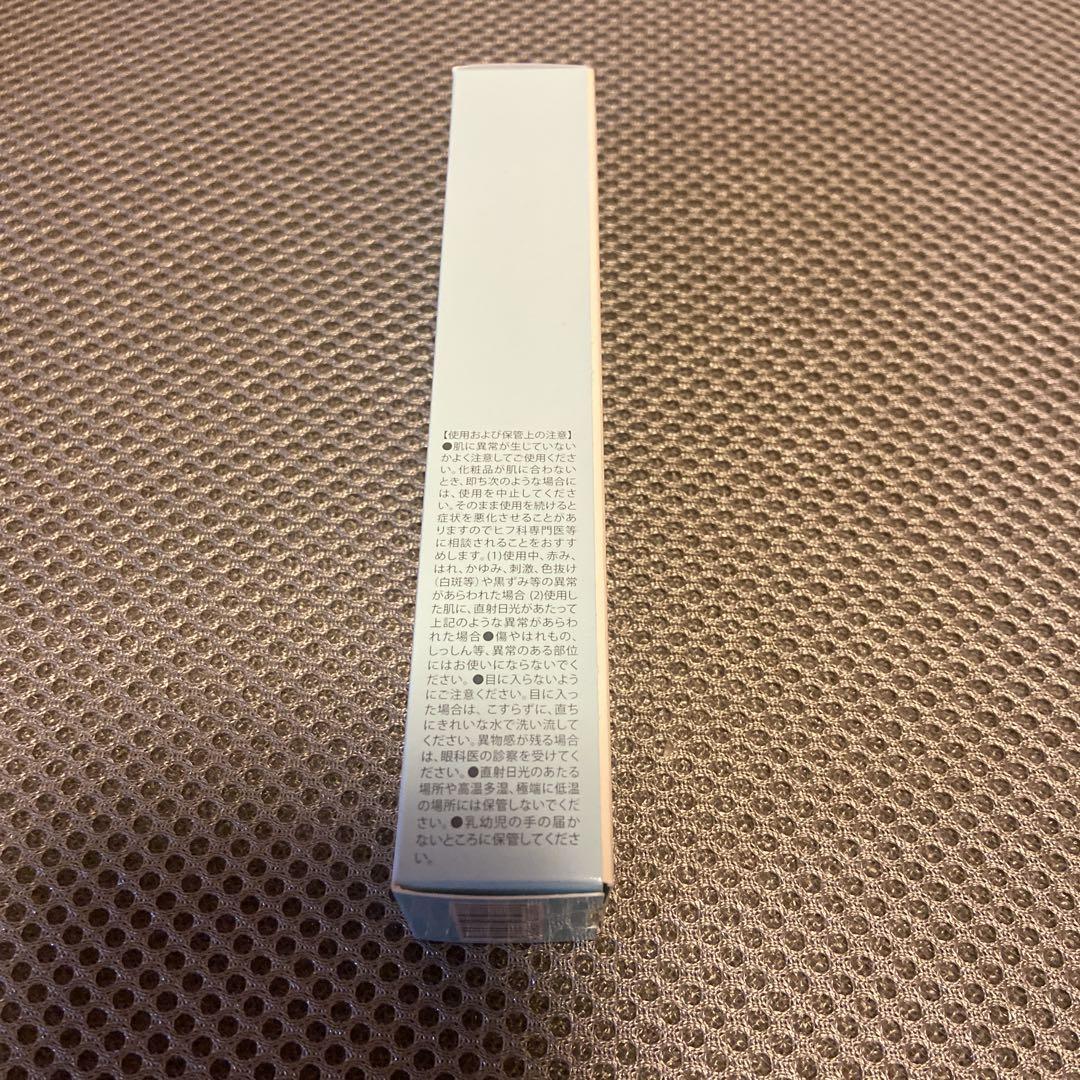 【使用および保管上の注意】
●肌に異常が生じていない
かよく注意してご使用くださ
い。化粧品が肌に合わない
とき、即ち次のような場合に
は、使用を中止してくださ
い。そのまま使用を続けると
症状を悪化させることがあ
りますのでヒフ科専門医等
に相談されることをおすす
めします。(1)使用中、赤み、
はれ、かゆみ、刺激、色抜け
(白斑等)や黒ずみ等の異常
があらわれた場合 (2)使用し
た肌に、直射日光があたって
上記のような異常があらわ
れた場合●傷やはれもの、
しっしん等、異常のある部位
にはお使いにならないでく
ださい。●目に入らないよう
にご注意ください。目に入っ
た場合は、こすらずに、直ち
にきれいな水で洗い流して
ください。異物感が残る場合
は、眼科医の診察を受けてく
ださい。●直射日光のあたる
場所や高温多湿、極端に低温
の場所には保管しないでくだ
さい。●乳幼児の手の届か
ないところに保管してくださ
い。